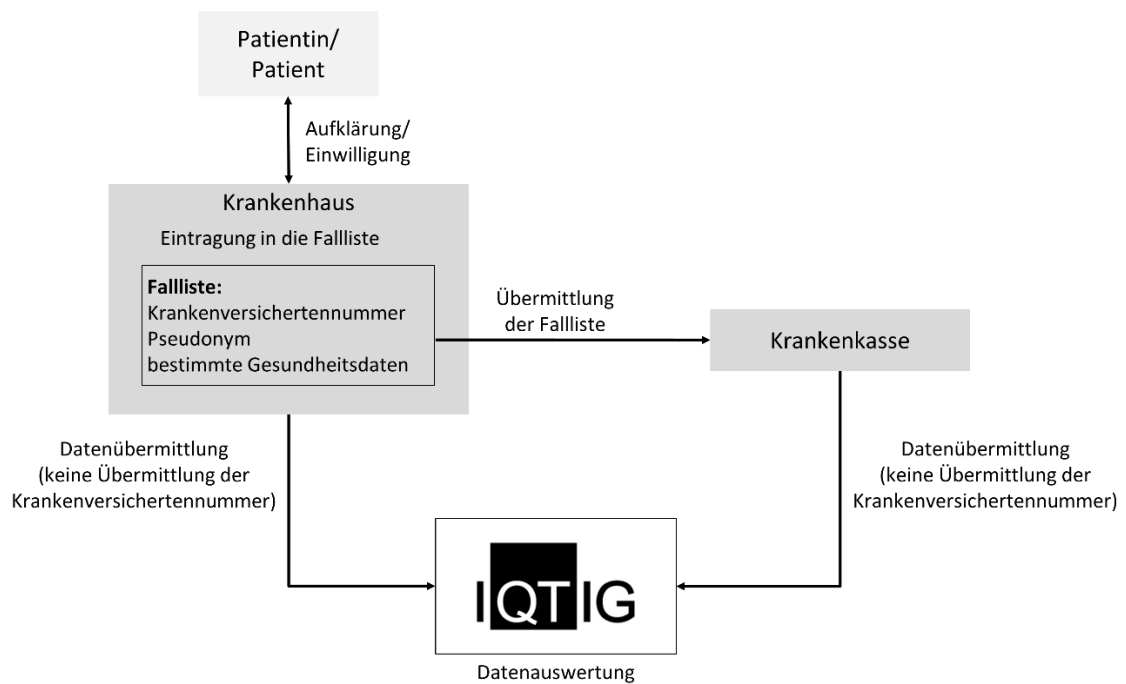 Patientin/
Patient
Aufklärung/
Einwilligung
Krankenhaus
Eintragung in die Fallliste
Fallliste:
Krankenversichertennummer
Pseudonym
bestimmte Gesundheitsdaten
Übermittlung
der Fallliste
Krankenkasse
Datenübermittlung
(keine Übermittlung der
Krankenversichertennummer)
Datenübermittlung
(keine Übermittlung der
Krankenversichertennummer)
IQTIG
Datenauswertung